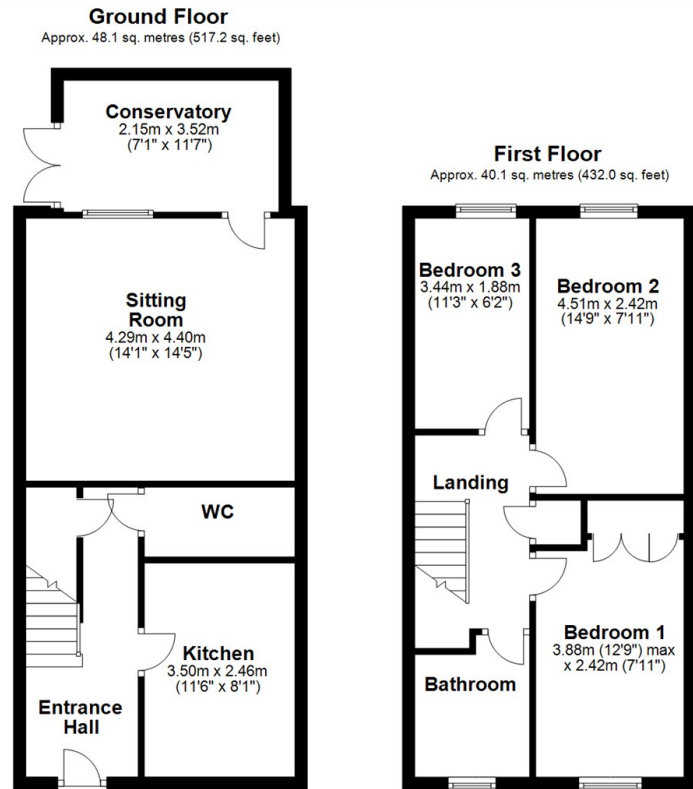 Ground Floor
Approx. 48.1 sq. metres (517.2 sq. feet)
Conservatory
2.15m x 3.52m
(7'1" x 11'7")
Sitting
Room
4.29m x 4.40m
(14'1" x 14'5")
WC
Kitchen
3.50m x 2.46m
(11'6" x 8'1")
Entrance
Hall
First Floor
Approx. 40.1 sq. metres (432.0 sq. feet)
Bedroom 3
3.44m x 1.88m
(11'3" x 6'2")
Bedroom 2
4.51m x 2.42m
(14'9" x 7'11")
Landing
Bedroom 1
3.88m (12'9") max
x 2.42m (7'11")
Bathroom